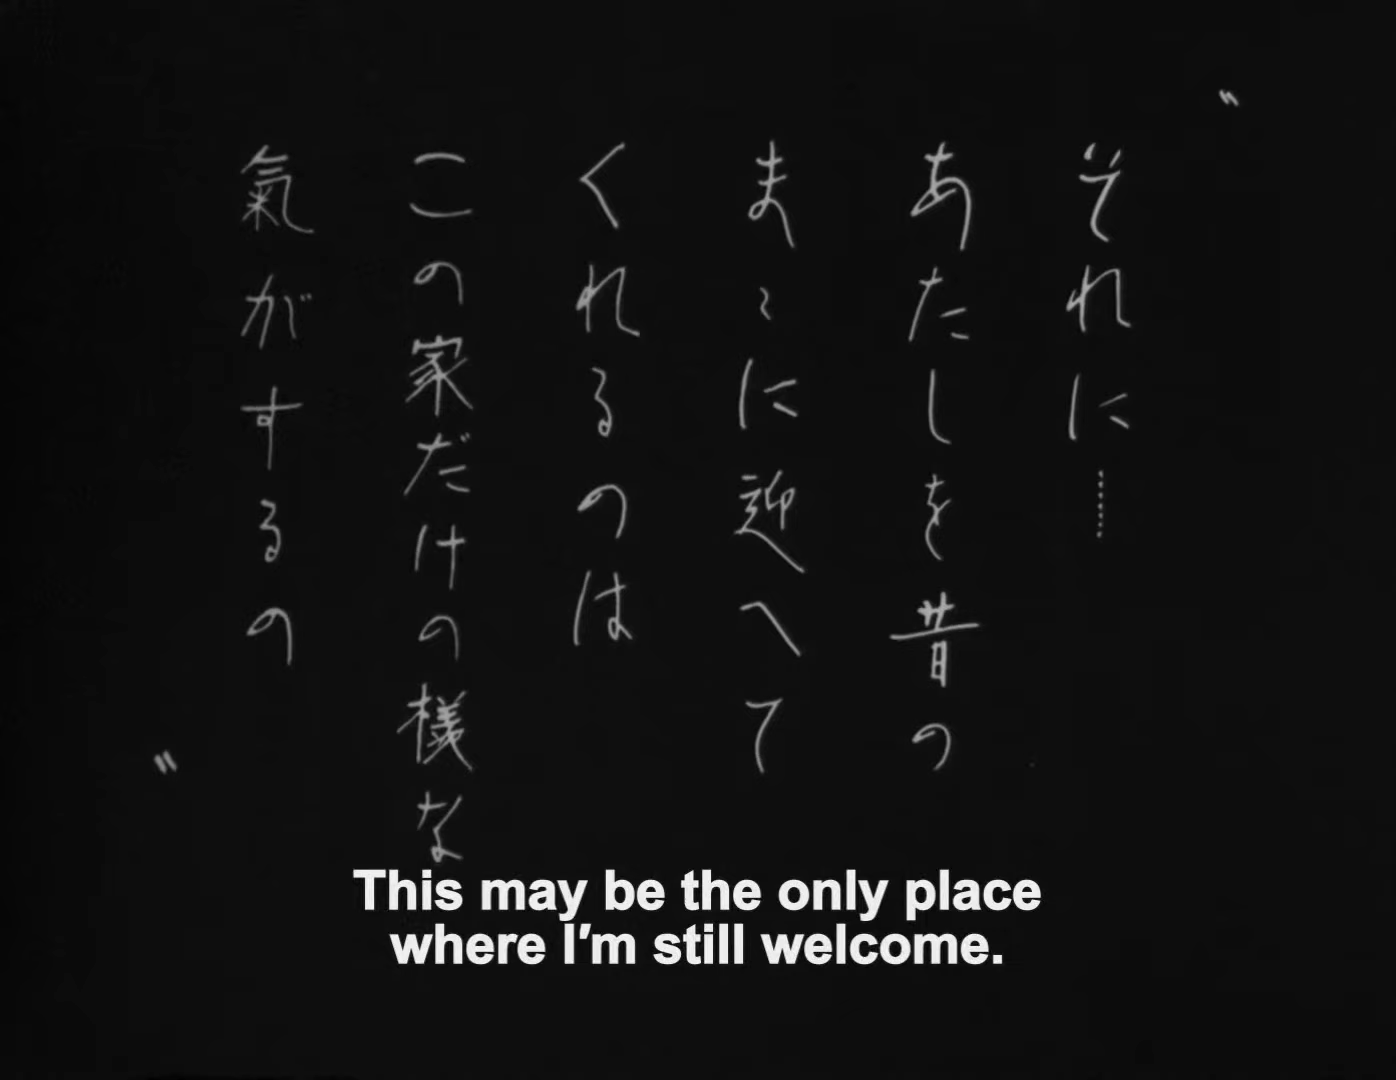 〝
それに……
あたしを昔の
まゝに迎へて
くれるのは
この家だけの様な
氣がするの
〟
This may be the only place
where I'm still welcome.